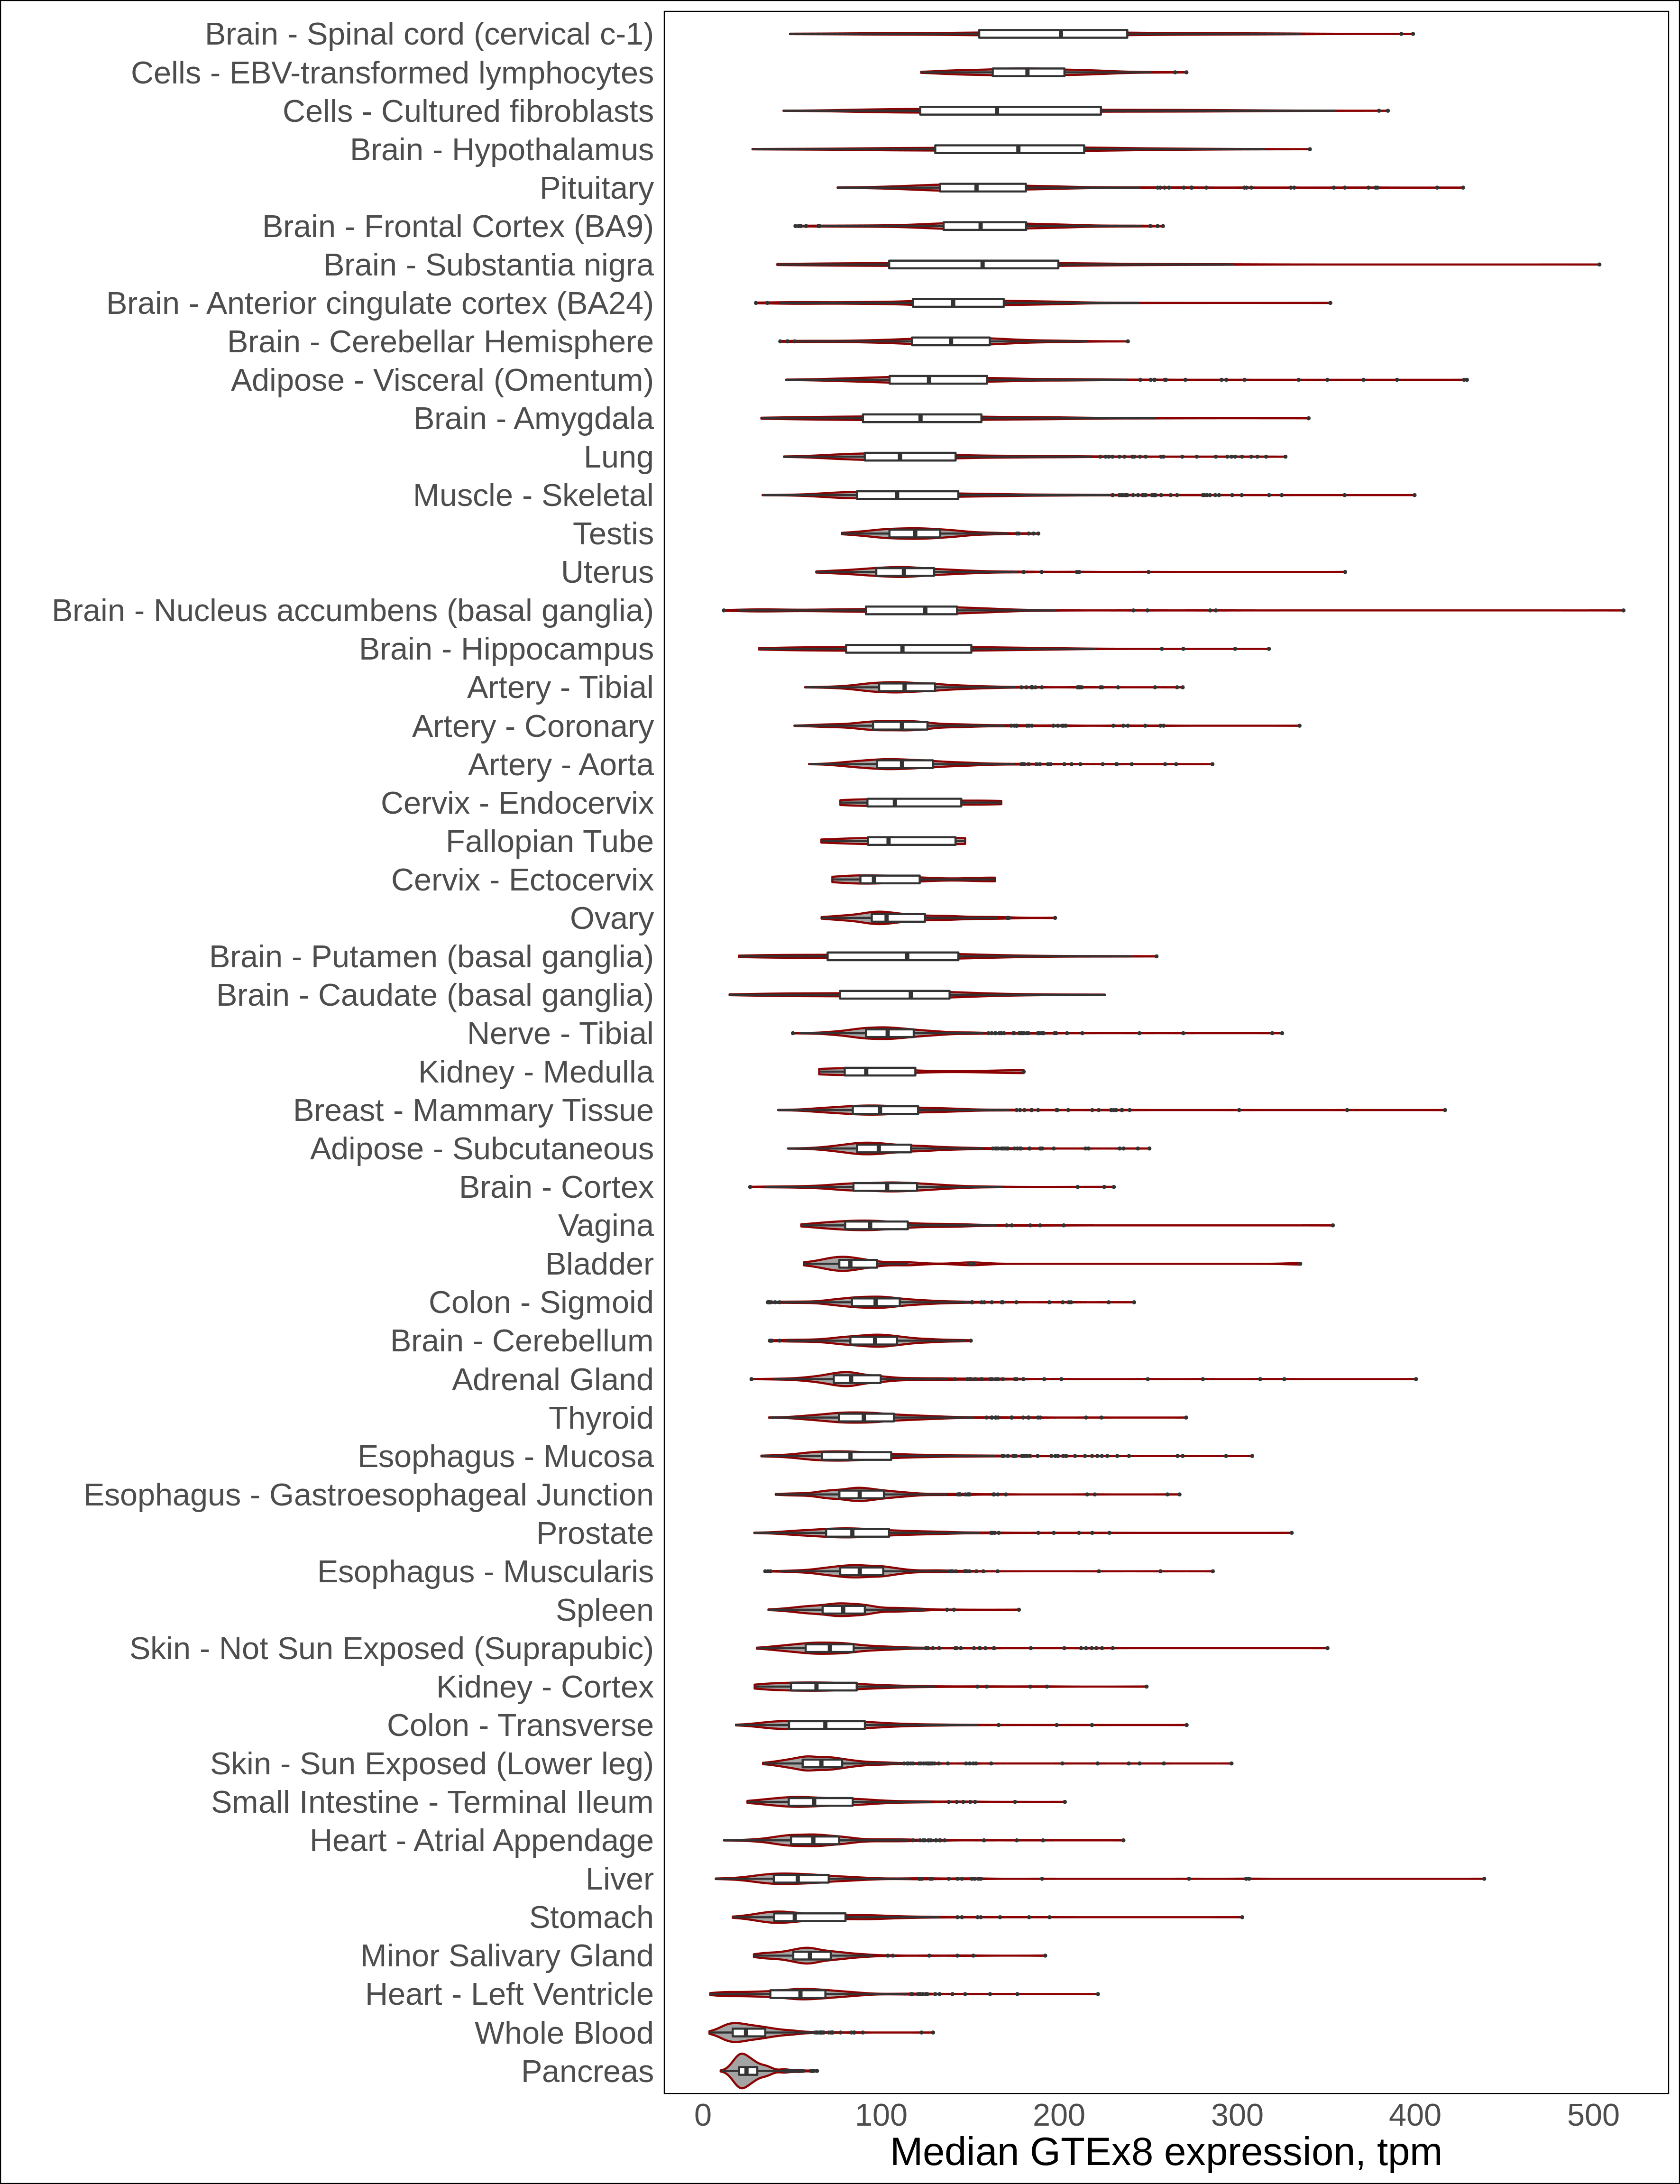 Brain - Spinal cord (cervical c-1)
Cells - EBV-transformed lymphocytes
Cells - Cultured fibroblasts
Brain - Hypothalamus
Pituitary
Brain - Frontal Cortex (BA9)
Brain - Substantia nigra
Brain - Anterior cingulate cortex (BA24)
Brain - Cerebellar Hemisphere
Adipose - Visceral (Omentum)
Brain - Amygdala
Lung
Muscle - Skeletal
Testis
Uterus
Brain - Nucleus accumbens (basal ganglia)
Brain - Hippocampus
Artery - Tibial
Artery - Coronary
Artery - Aorta
Cervix - Endocervix
Fallopian Tube
Cervix - Ectocervix
Ovary
Brain - Putamen (basal ganglia)
Brain - Caudate (basal ganglia)
Nerve - Tibial
Kidney - Medulla
Breast - Mammary Tissue
Adipose - Subcutaneous
Brain - Cortex
Vagina
Bladder
Colon - Sigmoid
Brain - Cerebellum
Adrenal Gland
Thyroid
Esophagus - Mucosa
Esophagus - Gastroesophageal Junction
Prostate
Esophagus - Muscularis
Spleen
Skin - Not Sun Exposed (Suprapubic)
Kidney - Cortex
Colon - Transverse
Skin - Sun Exposed (Lower leg)
Small Intestine - Terminal Ileum
Heart - Atrial Appendage
Liver
Stomach
Minor Salivary Gland
Heart - Left Ventricle
Whole Blood
Pancreas
0 100 200 300 400 500
Median GTEx8 expression, tpm